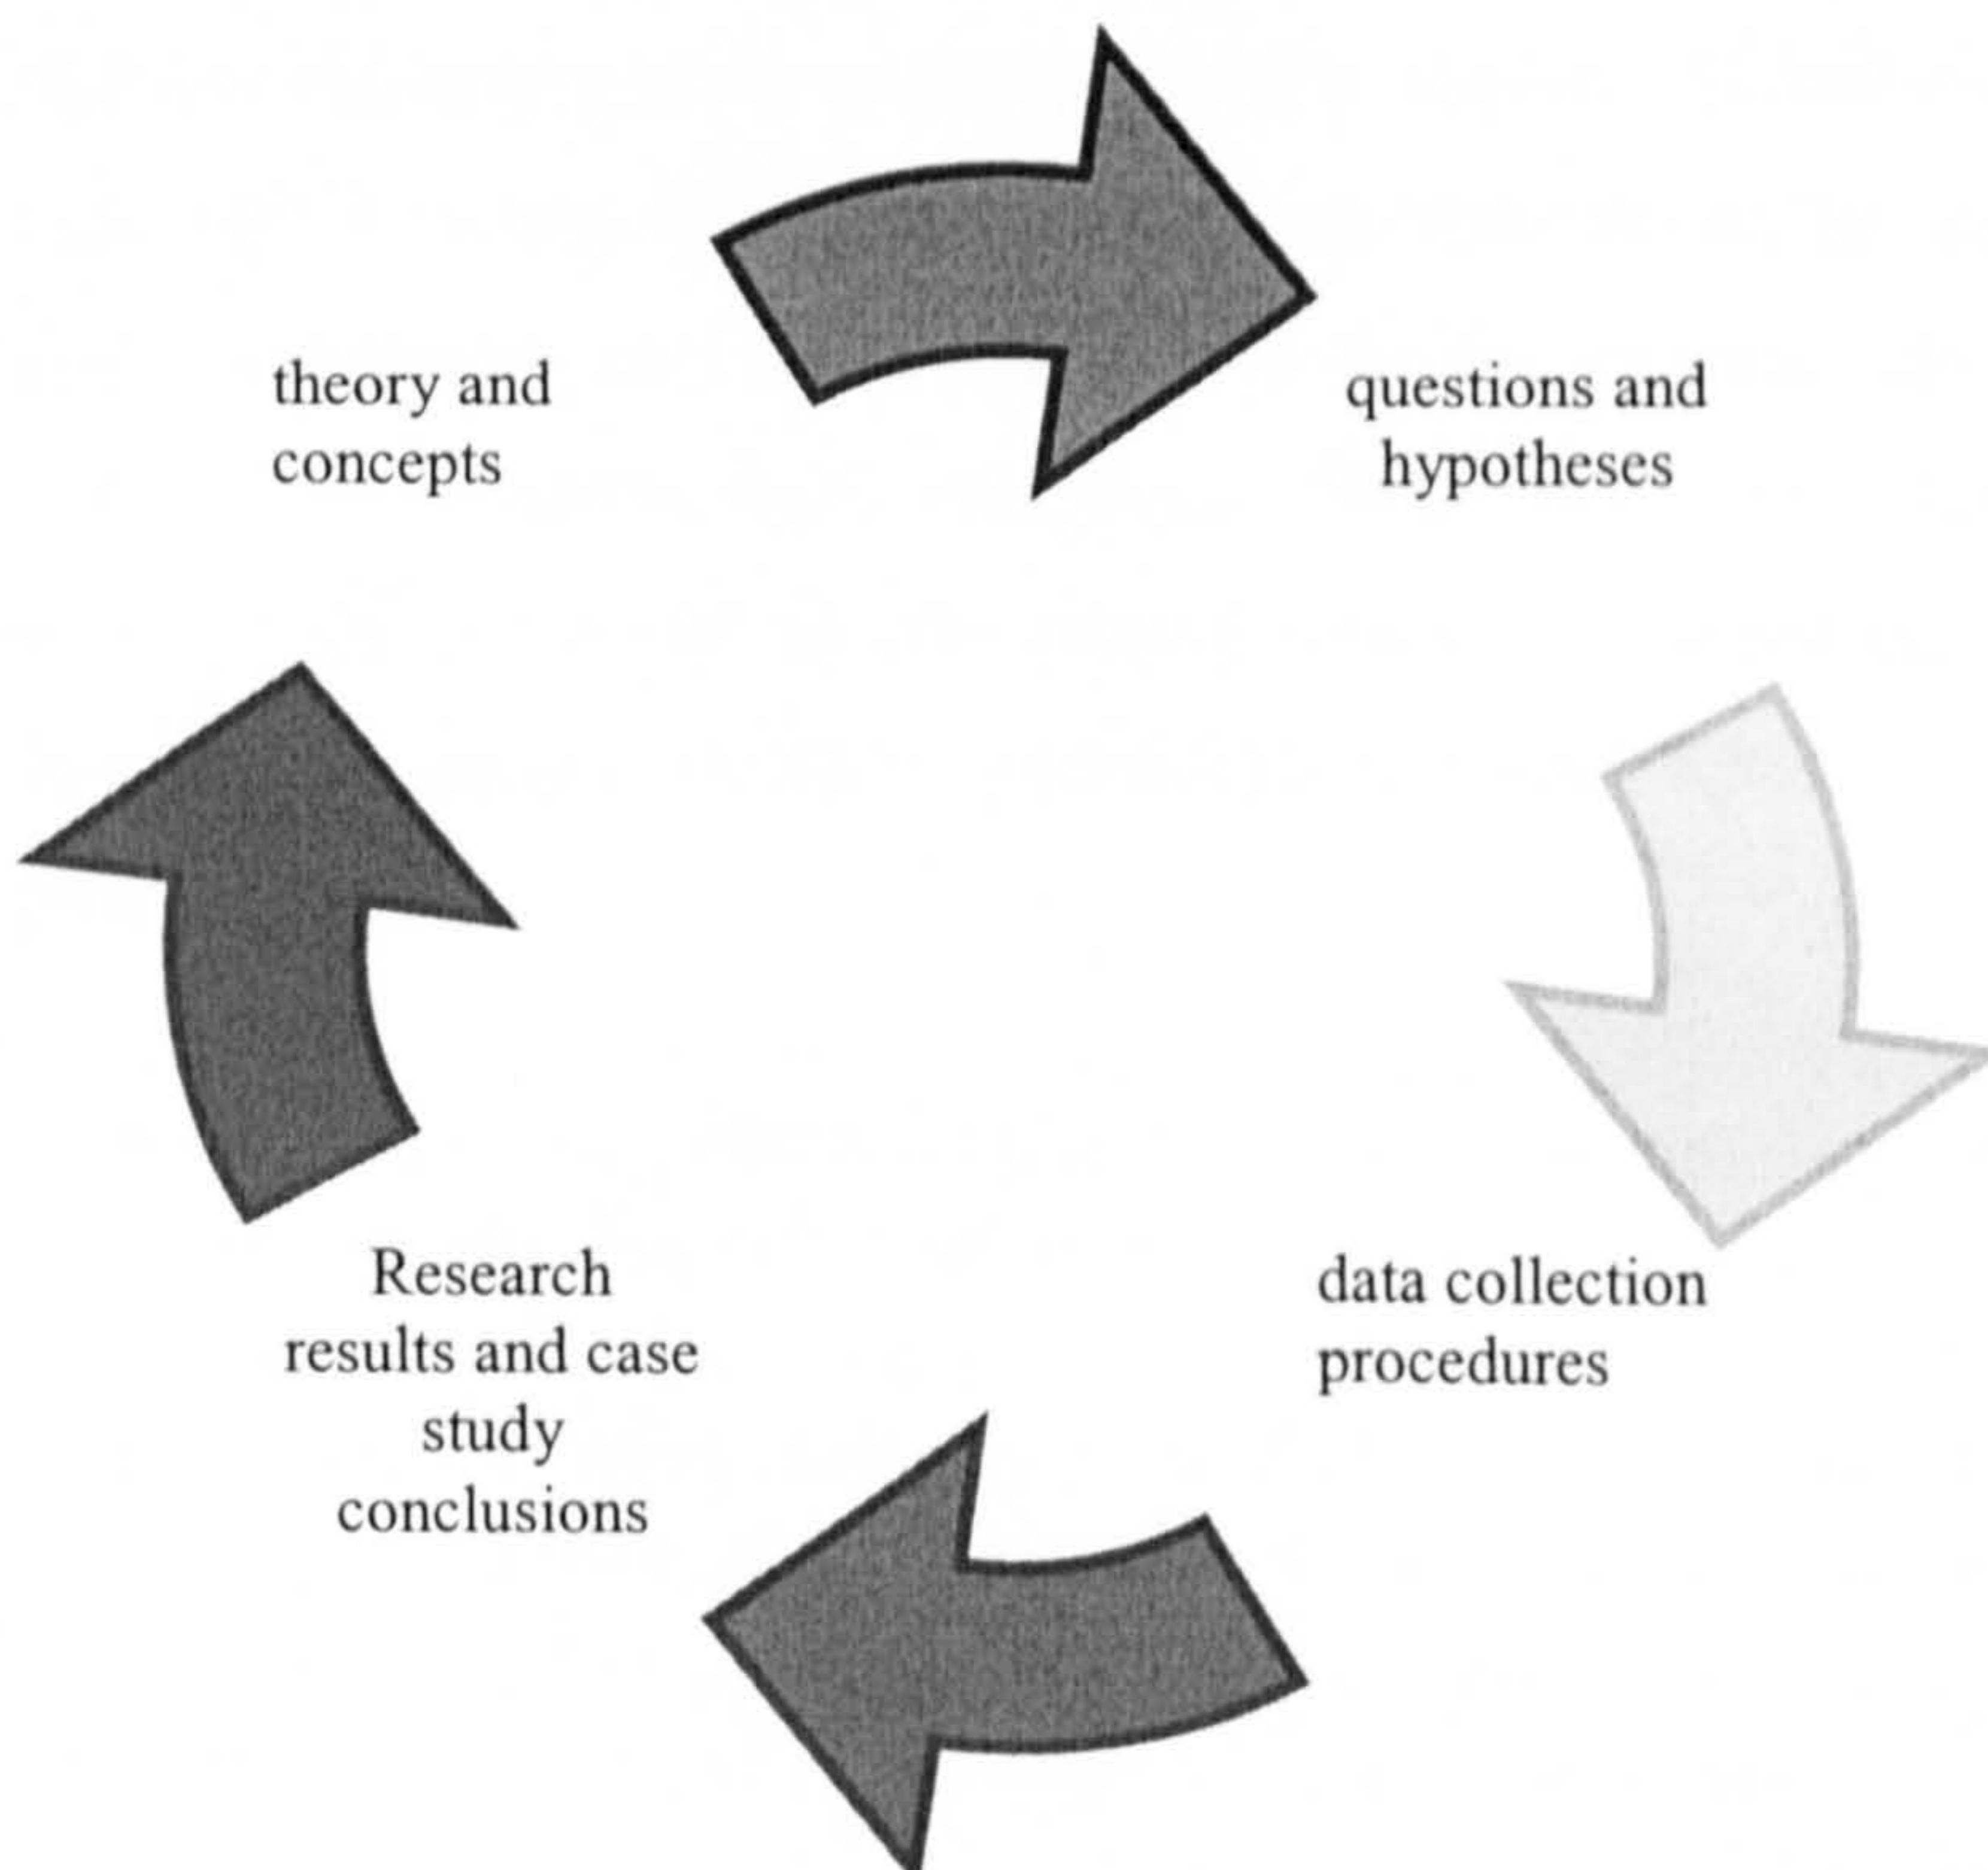 theory and
concepts
questions and
hypotheses
data collection
procedures
Research
results and case
study
conclusions